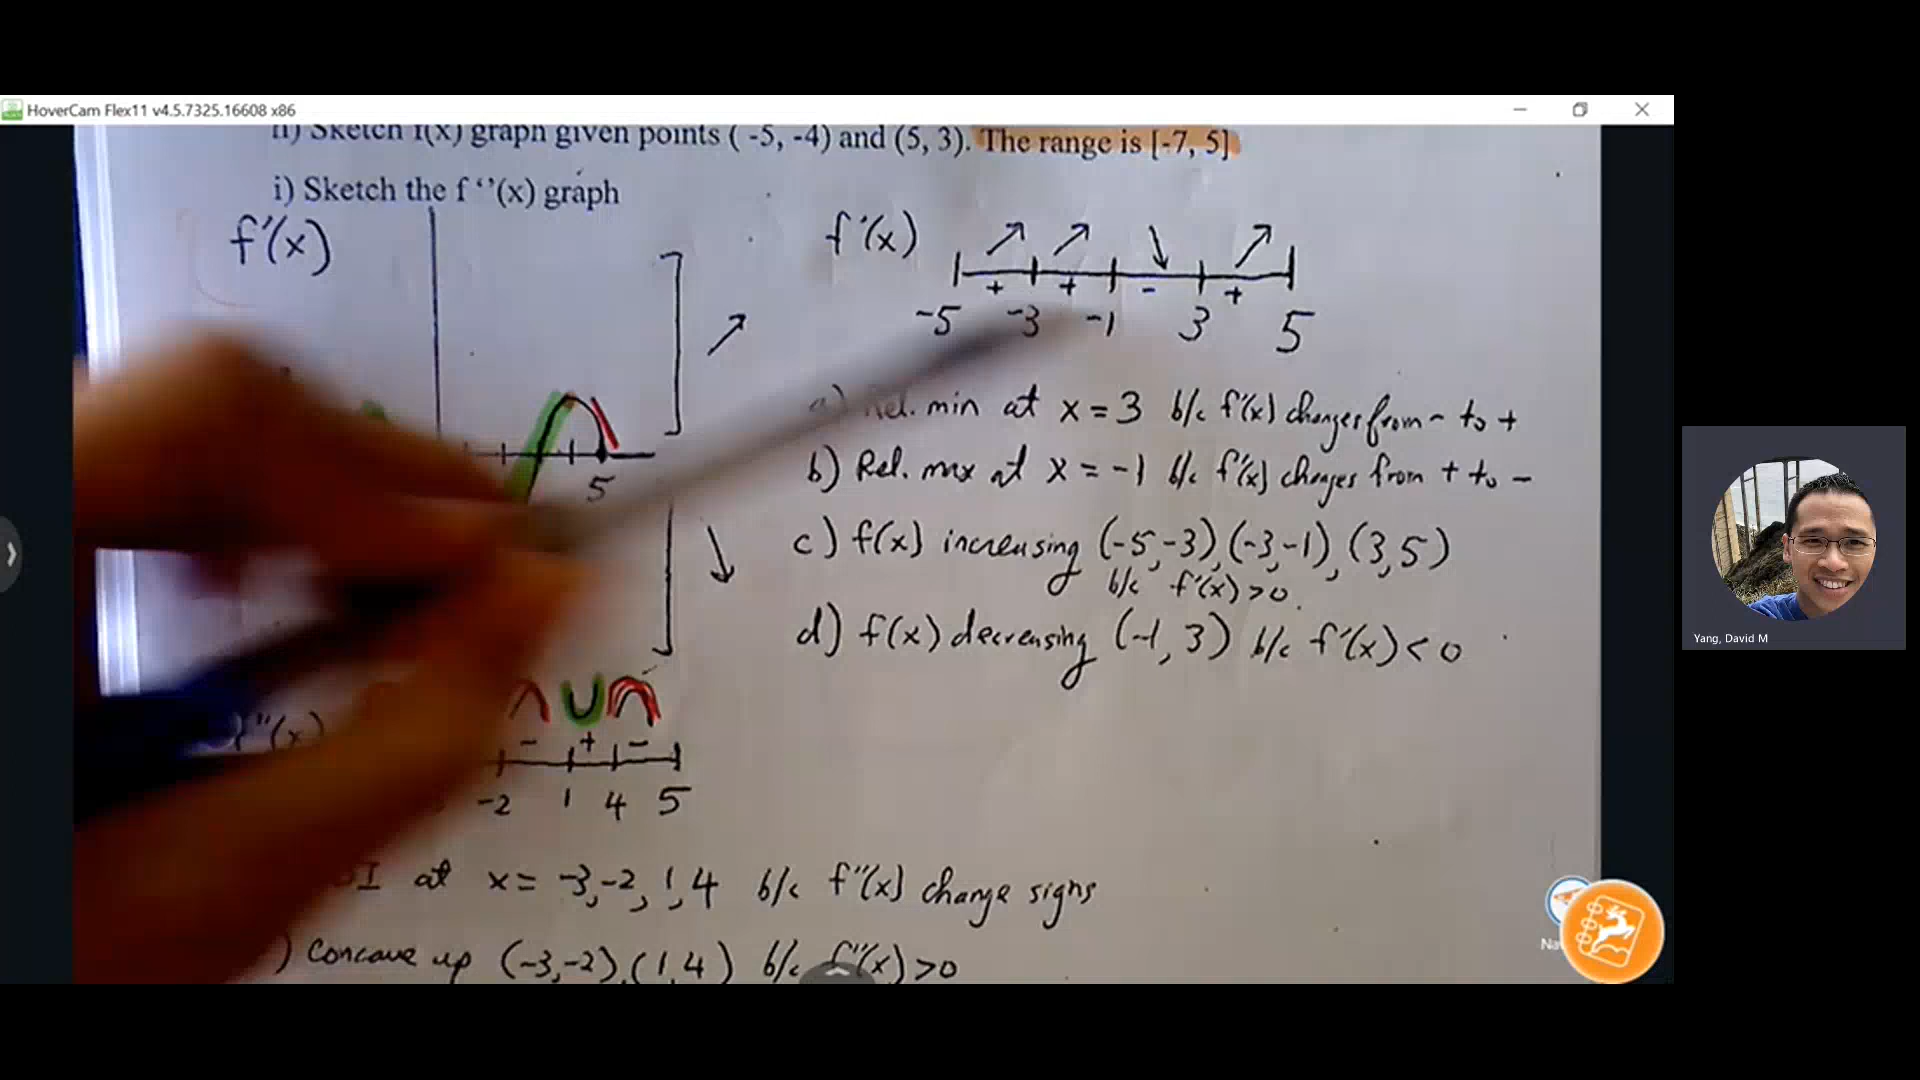 HoverCam Flex11 v4.5.7325.16608 x86
h) Sketch f(x) graph given points ( -5, -4) and (5, 3). The range is [-7, 5]
i) Sketch the f ‘’(x) graph
f'(x)
5
f''(x)
- + -
-2 1 4 5
f'(x)
+ + - +
-5 -3 -1 3 5
a) Rel. min at x = 3 b/c f'(x) changes from - to +
b) Rel. max at x = -1 b/c f'(x) changes from + to -
c) f(x) increasing (-5,-3), (-3,-1), (3,5)
b/c f'(x) > 0.
d) f(x) decreasing (-1, 3) b/c f'(x) < 0
I at x = -3, -2, 1, 4 b/c f''(x) change signs
) Concave up (-3,-2), (1,4) b/c f''(x) > 0
Yang, David M